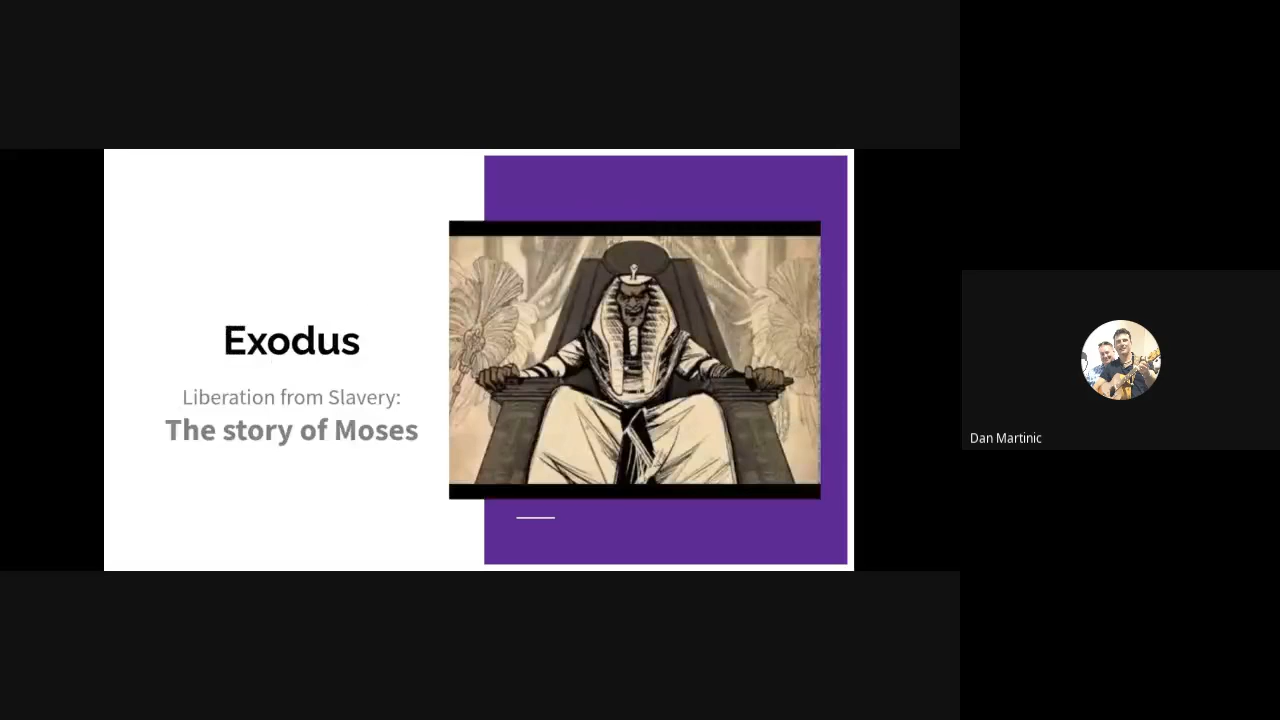 Exodus
Liberation from Slavery:
The story of Moses
Dan Martinic